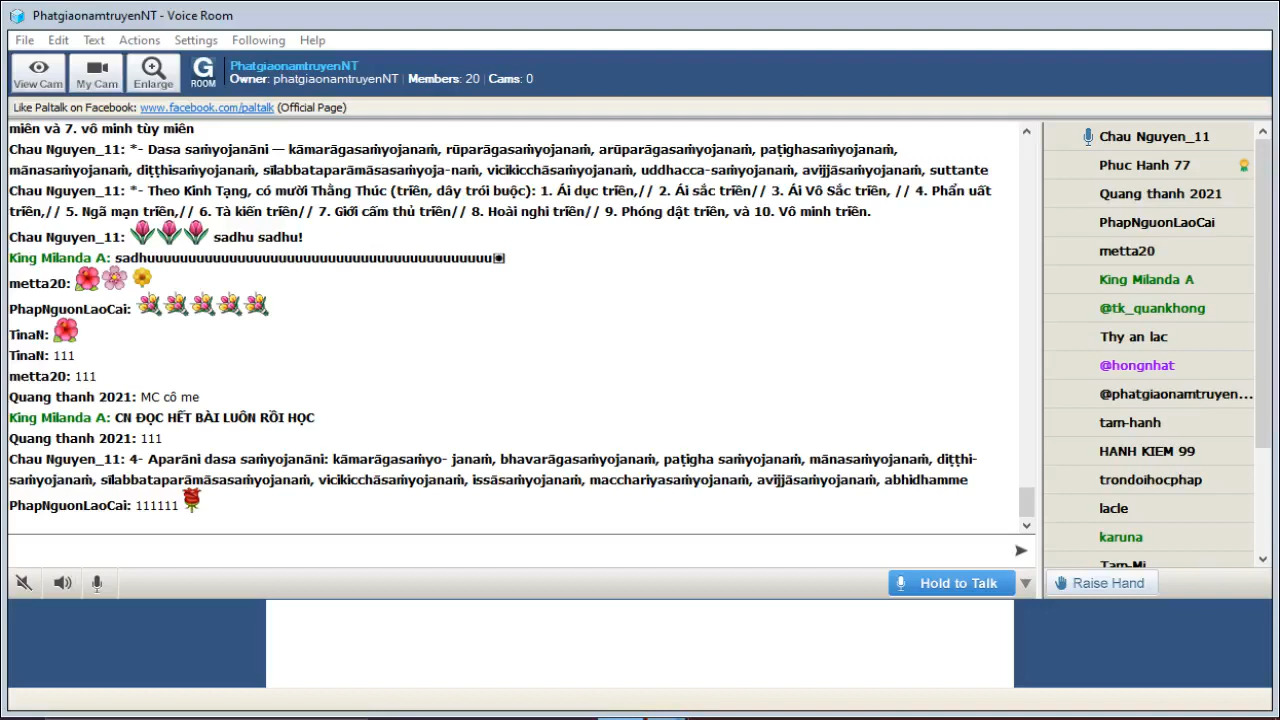 PhatgiaonamtruyenNT - Voice Room
File Edit Text Actions Settings Following Help
View Cam My Cam Enlarge G ROOM
PhatgiaonamtruyenNT
Owner: phatgiaonamtruyenNT Members: 20 Cams: 0
Like Paltalk on Facebook: www.facebook.com/paltalk (Official Page)
miên và 7. vô minh tùy miên
Chau Nguyen_11: *- Dasa saṁyojanāni — kāmarāgasaṁyojanaṁ, rūparāgasaṁyojanaṁ, arūparāgasaṁyojanaṁ, paṭighasaṁyojanaṁ,
mānasaṁyojanaṁ, diṭṭhisaṁyojanaṁ, sīlabbataparāmāsasaṁyoja-naṁ, vicikicchāsaṁyojanaṁ, uddhacca-saṁyojanaṁ, avijjāsaṁyojanaṁ, suttante
Chau Nguyen_11: *- Theo Kinh Tạng, có mười Thằng Thúc (triền, dây trói buộc): 1. Ái dục triền,// 2. Ái sắc triền// 3. Ái Vô Sắc triền, // 4. Phẩn uất
triền,// 5. Ngã mạn triền,// 6. Tà kiến triền// 7. Giới cấm thủ triền// 8. Hoài nghi triền// 9. Phóng dật triền, và 10. Vô minh triền.
Chau Nguyen_11: sadhu sadhu!
King Milanda A: sadhuuuuuuuuuuuuuuuuuuuuuuuuuuuuuuuuuuuuuuuuuu
metta20:
PhapNguonLaoCai:
TinaN:
TinaN: 111
metta20: 111
Quang thanh 2021: MC cô me
King Milanda A: CN ĐỌC HẾT BÀI LUÔN RỒI HỌC
Quang thanh 2021: 111
Chau Nguyen_11: 4- Aparāni dasa saṁyojanāni: kāmarāgasaṁyo- janaṁ, bhavarāgasaṁyojanaṁ, paṭigha saṁyojanaṁ, mānasaṁyojanaṁ, diṭṭhi-
saṁyojanaṁ, sīlabbataparāmāsasaṁyojanaṁ, vicikicchāsaṁyojanaṁ, issāsaṁyojanaṁ, macchariyasaṁyojanaṁ, avijjāsaṁyojanaṁ, abhidhamme
PhapNguonLaoCai: 111111
Hold to Talk
Chau Nguyen_11
Phuc Hanh 77
Quang thanh 2021
PhapNguonLaoCai
metta20
King Milanda A
@tk_quankhong
Thy an lac
@hongnhat
@phatgiaonamtruyen...
tam-hanh
HANH KIEM 99
trondoihocphap
lacle
karuna
Tam-Mi
Raise Hand